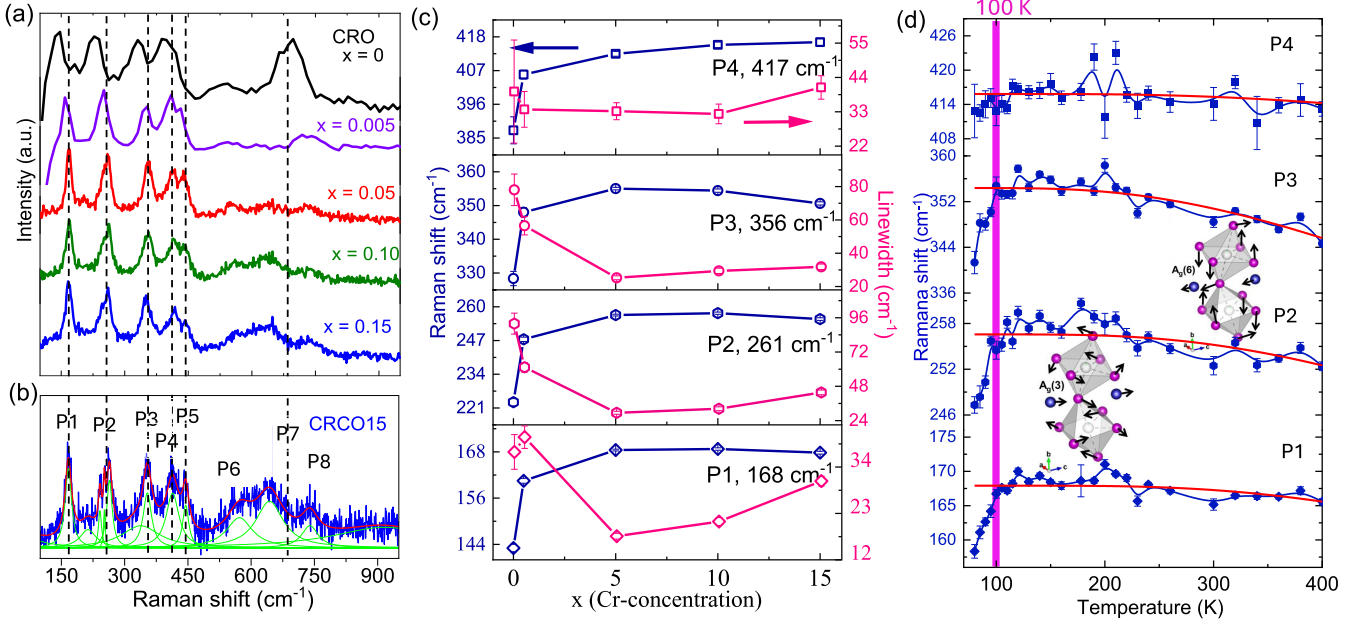 (a)
CRO
x = 0
x = 0.005
x = 0.05
x = 0.10
x = 0.15
Intensity (a.u.)
(b)
P1
P2
P3
P4
P5
P6
P7
P8
CRCO15
150 300 450 600 750 900
Raman shift (cm⁻¹)
(c)
418
407
396
385
55
44
33
22
P4, 417 cm⁻¹
360
350
340
330
80
60
40
20
P3, 356 cm⁻¹
260
247
234
221
96
72
48
24
P2, 261 cm⁻¹
168
156
144
34
23
12
P1, 168 cm⁻¹
Raman shift (cm⁻¹)
Linewidth (cm⁻¹)
0 5 10 15
x (Cr-concentration)
(d)
100 K
P4
426
420
414
408
P3
360
352
344
336
P2
258
252
246
P1
175
170
165
160
A_g(6)
b
a c
A_g(3)
b
a c
Ramana shift (cm⁻¹)
100 200 300 400
Temperature (K)